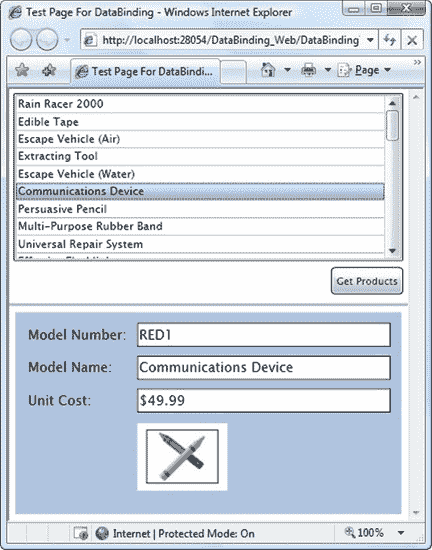 Test Page For DataBinding - Windows Internet Explorer
http://localhost:28054/DataBinding_Web/DataBinding
Test Page For DataBindi...
Page
Rain Racer 2000
Edible Tape
Escape Vehicle (Air)
Extracting Tool
Escape Vehicle (Water)
Communications Device
Persuasive Pencil
Multi-Purpose Rubber Band
Universal Repair System
Get Products
Model Number: RED1
Model Name: Communications Device
Unit Cost: $49.99
Internet | Protected Mode: On 100%